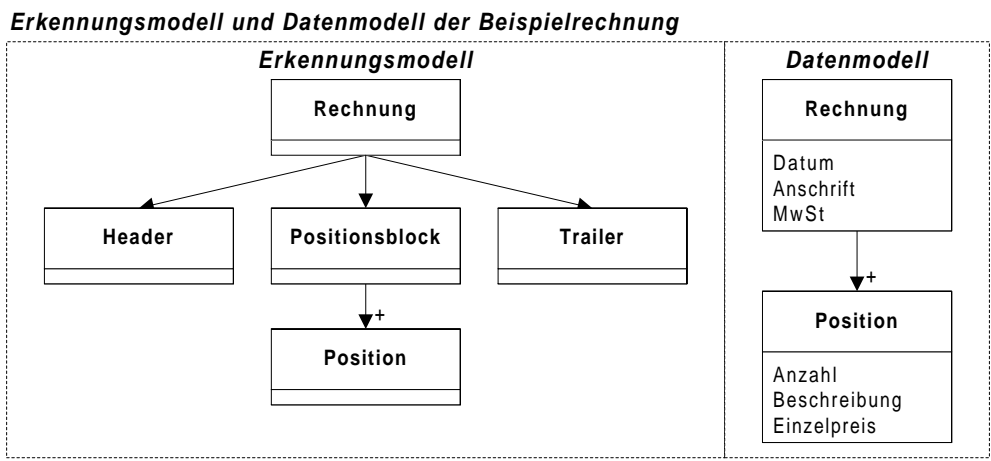 Erkennungsmodell und Datenmodell der Beispielrechnung
Erkennungsmodell
Rechnung
Header
Positionsblock
Trailer
+
Position
Datenmodell
Rechnung
Datum
Anschrift
MwSt
+
Position
Anzahl
Beschreibung
Einzelpreis